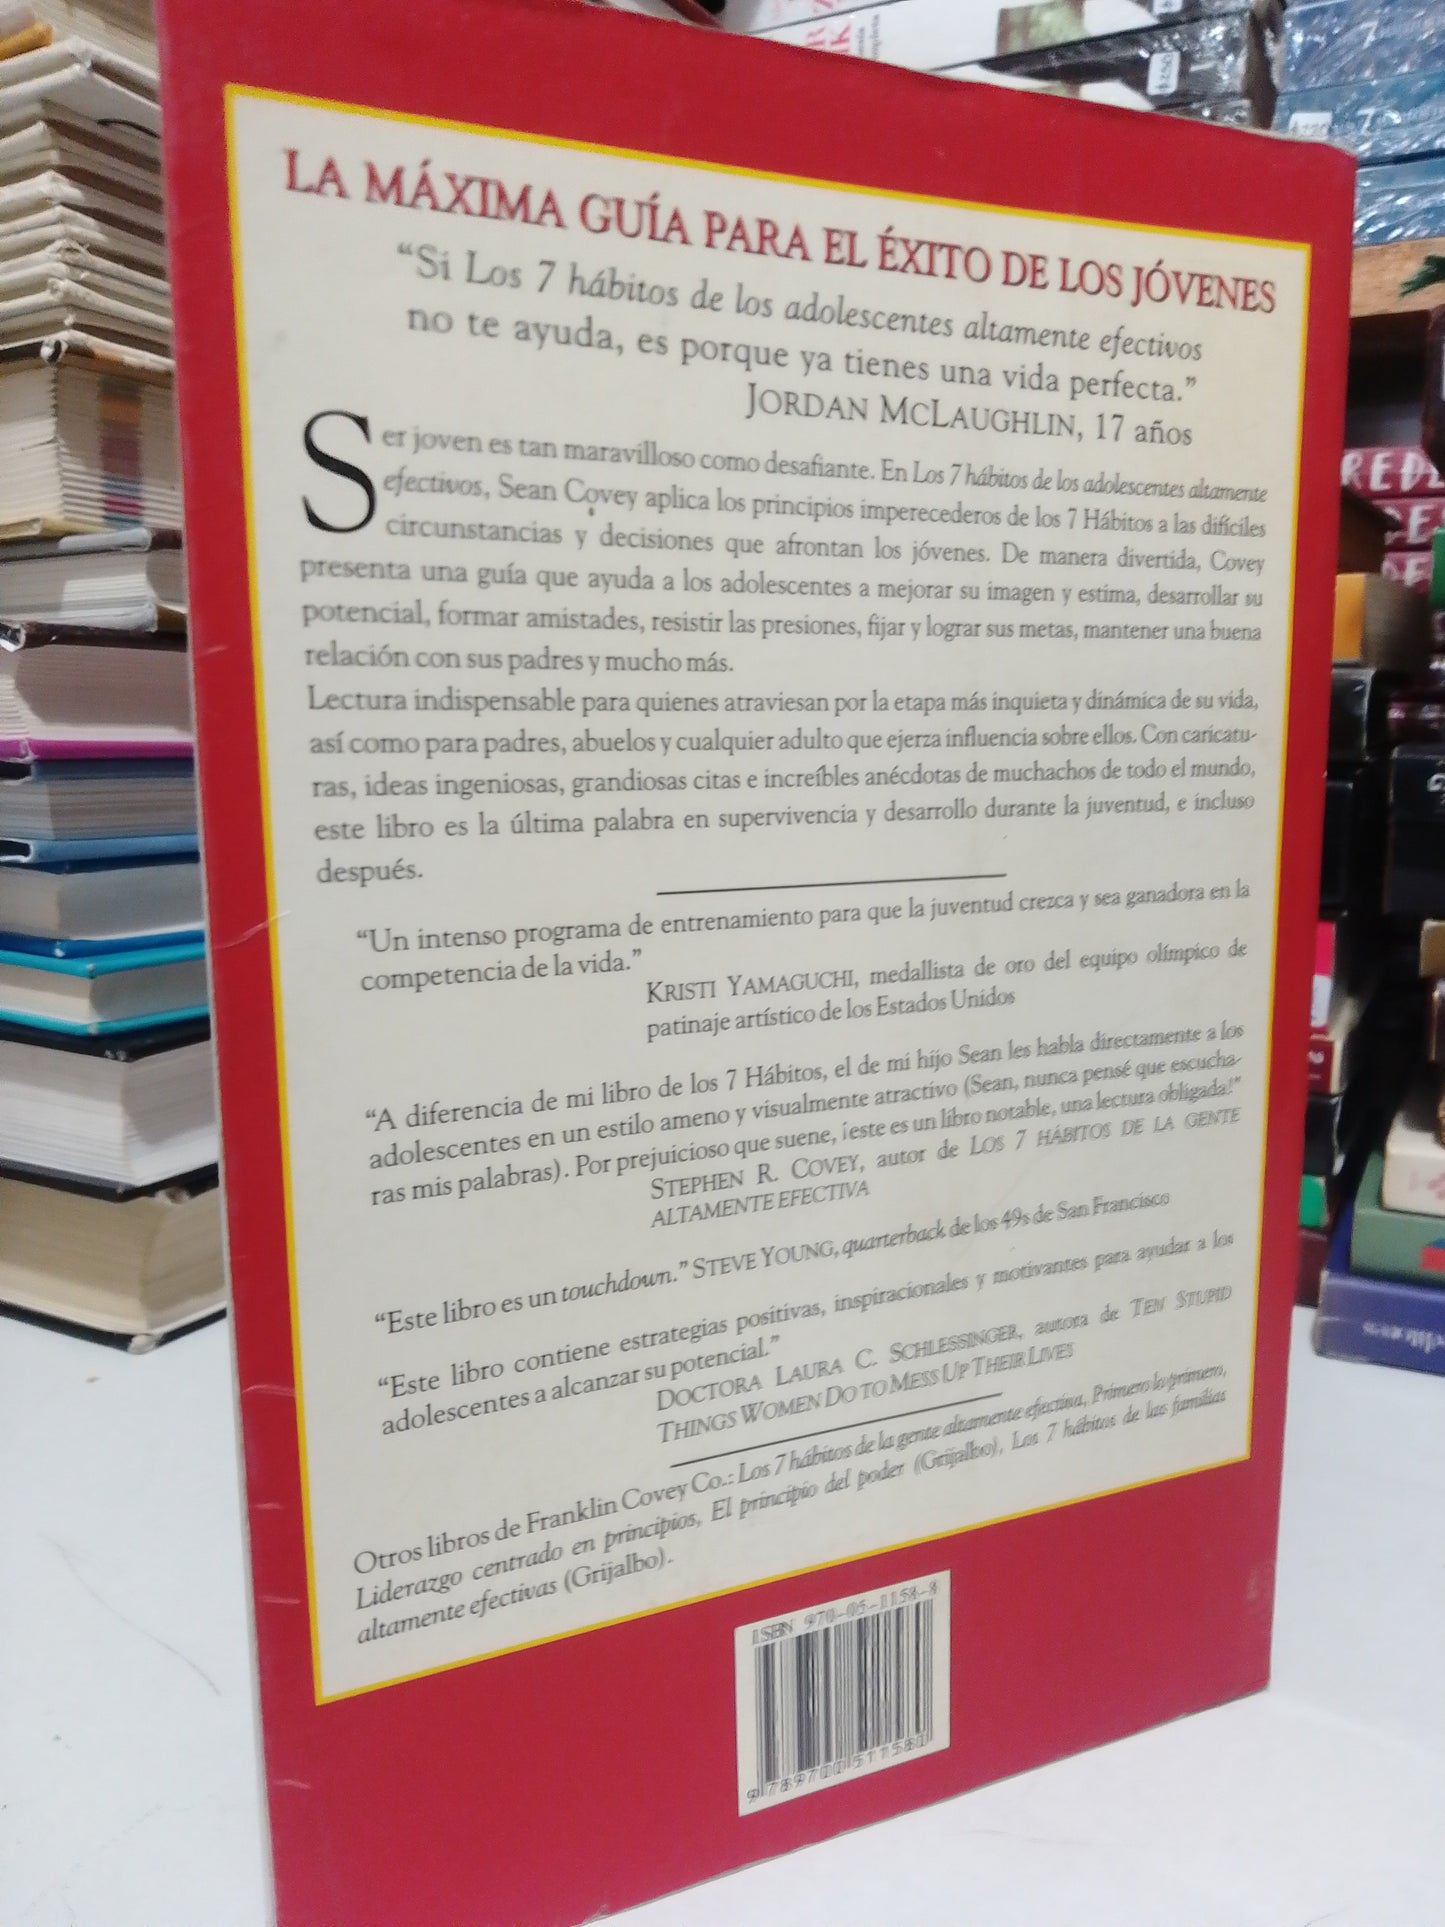 LA MÁXIMA GUÍA PARA EL ÉXITO DE LOS JÓVENES
“Si Los 7 hábitos de los adolescentes altamente efectivos
no te ayuda, es porque ya tienes una vida perfecta.”
JORDAN MCLAUGHLIN, 17 años
Ser joven es tan maravilloso como desafiante. En Los 7 hábitos de los adolescentes altamente
efectivos, Sean Covey aplica los principios imperecederos de los 7 Hábitos a las difíciles
circunstancias y decisiones que afrontan los jóvenes. De manera divertida, Covey
presenta una guía que ayuda a los adolescentes a mejorar su imagen y estima, desarrollar su
potencial, formar amistades, resistir las presiones, fijar y lograr sus metas, mantener una buena
relación con sus padres y mucho más.
Lectura indispensable para quienes atraviesan por la etapa más inquieta y dinámica de su vida,
así como para padres, abuelos y cualquier adulto que ejerza influencia sobre ellos. Con caricatu-
ras, ideas ingeniosas, grandiosas citas e increíbles anécdotas de muchachos de todo el mundo,
este libro es la última palabra en supervivencia y desarrollo durante la juventud, e incluso
después.
“Un intenso programa de entrenamiento para que la juventud crezca y sea ganadora en la
competencia de la vida.”
KRISTI YAMAGUCHI, medallista de oro del equipo olímpico de
patinaje artístico de los Estados Unidos
“A diferencia de mi libro de los 7 Hábitos, el de mi hijo Sean les habla directamente a los
adolescentes en un estilo ameno y visualmente atractivo (Sean, nunca pensé que escucha-
ras mis palabras). Por prejuicioso que suene, ¡este es un libro notable, una lectura obligada!”
STEPHEN R. COVEY, autor de LOS 7 HÁBITOS DE LA GENTE
ALTAMENTE EFECTIVA
“Este libro es un touchdown.” STEVE YOUNG, quarterback de los 49s de San Francisco
“Este libro contiene estrategias positivas, inspiracionales y motivantes para ayudar a los
adolescentes a alcanzar su potencial.”
DOCTORA LAURA C. SCHLESSINGER, autora de TEN STUPID
THINGS WOMEN DO TO MESS UP THEIR LIVES
Otros libros de Franklin Covey Co.: Los 7 hábitos de la gente altamente efectiva, Primero lo primero,
Liderazgo centrado en principios, El principio del poder (Grijalbo), Los 7 hábitos de las familias
altamente efectivas (Grijalbo).
ISBN 970-05-1158-8
9 789700 511580